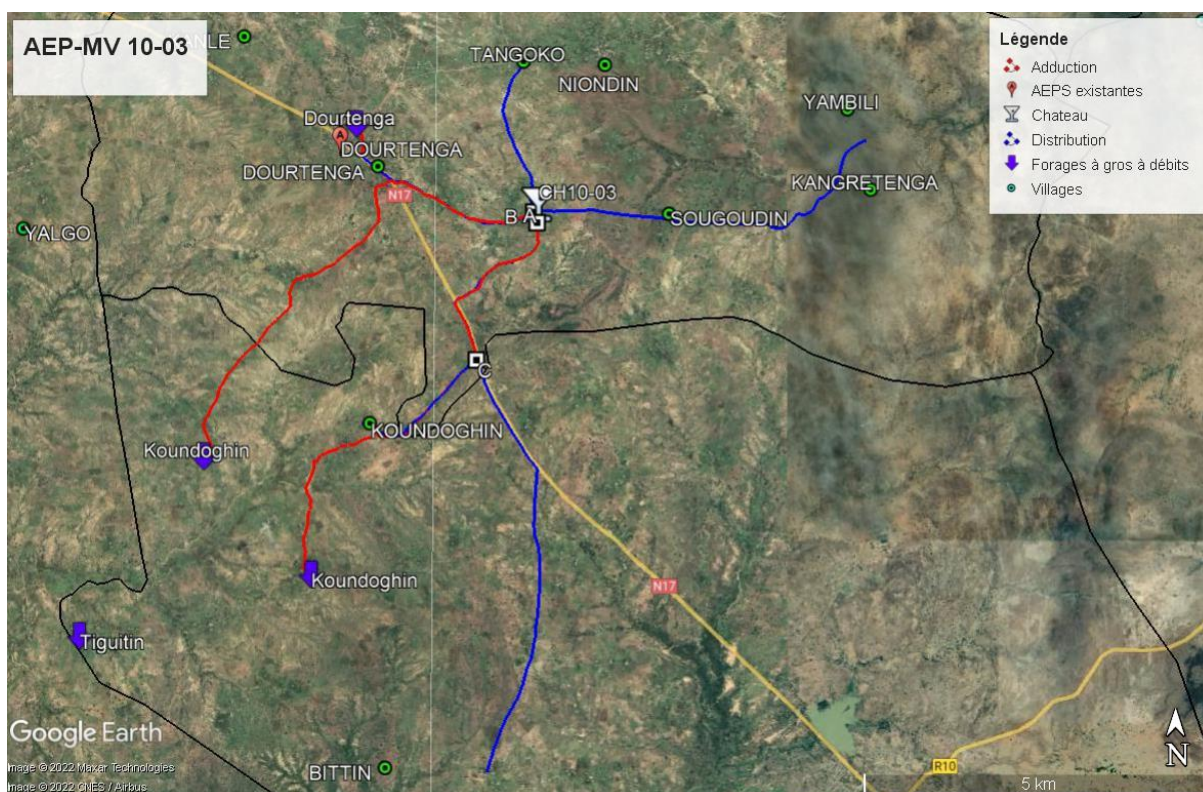 AEP-MV 10-03
TANGOKO
NIONDIN
Légende
Adduction
AEPS existantes
Chateau
Distribution
Forages à gros à débits
Villages
YAMBILI
Dourtenga
A
DOURTENGA
DOURTENGA
N17
CH10-03
B A
KANGRETENGA
SOUGOUDIN
YALGO
C
KOUNDOGHIN
Koundoghin
Koundoghin
N17
Tiguitin
Google Earth
BITTIN
N
R10
5 km
Image © 2022 Maxar Technologies
Image © 2022 CNES / Airbus